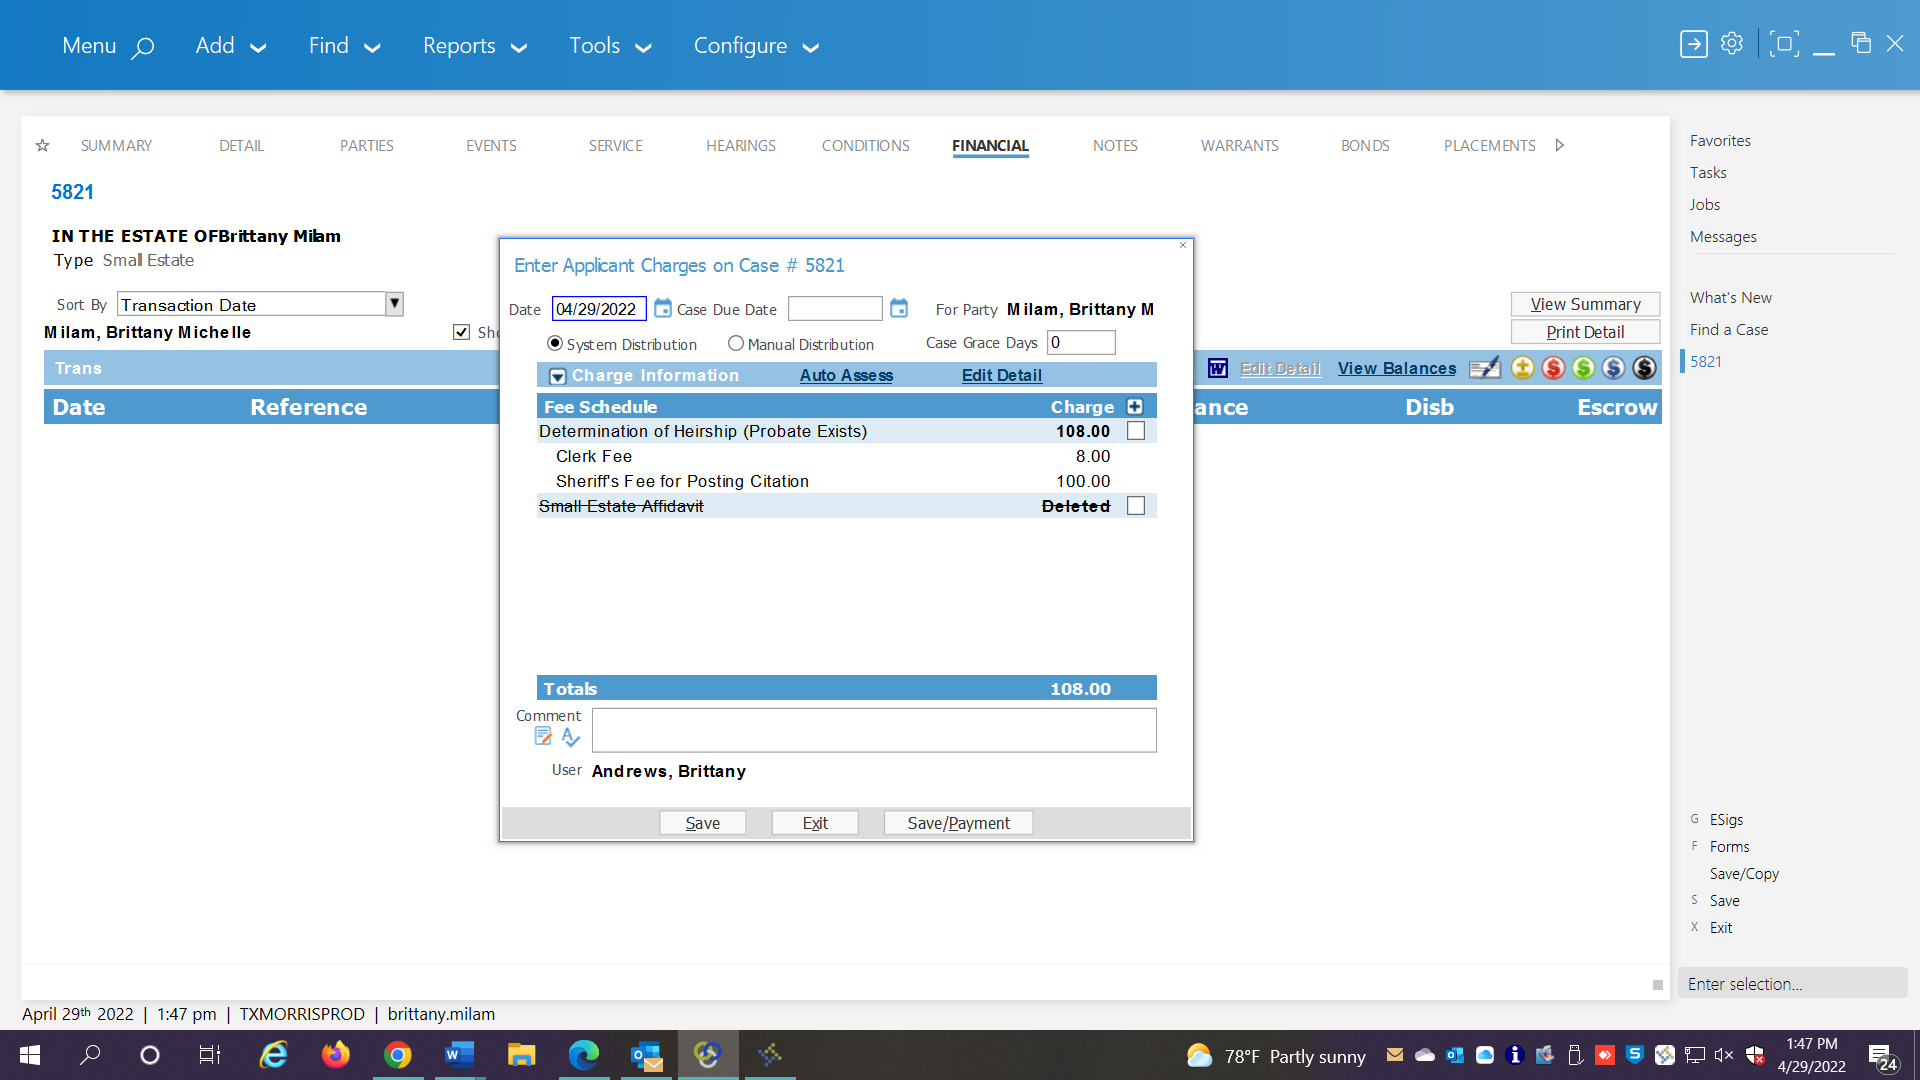 Menu Add Find Reports Tools Configure
SUMMARY DETAIL PARTIES EVENTS SERVICE HEARINGS CONDITIONS FINANCIAL NOTES WARRANTS BONDS PLACEMENTS
5821
IN THE ESTATE OFBrittany Milam
Type Small Estate
Sort By Transaction Date
Milam, Brittany Michelle
Sho
View Summary
Print Detail
Trans
Edit Detail View Balances
Date Reference ance Disb Escrow
Enter Applicant Charges on Case # 5821
Date 04/29/2022 Case Due Date For Party Milam, Brittany M
System Distribution Manual Distribution Case Grace Days 0
Charge Information Auto Assess Edit Detail
Fee Schedule Charge
Determination of Heirship (Probate Exists) 108.00
Clerk Fee 8.00
Sheriff's Fee for Posting Citation 100.00
Small Estate Affidavit Deleted
Totals 108.00
Comment
User Andrews, Brittany
Save Exit Save/Payment
Favorites
Tasks
Jobs
Messages
What's New
Find a Case
5821
G ESigs
F Forms
Save/Copy
S Save
X Exit
Enter selection...
April 29th 2022 | 1:47 pm | TXMORRISPROD | brittany.milam
78°F Partly sunny
1:47 PM
4/29/2022
24